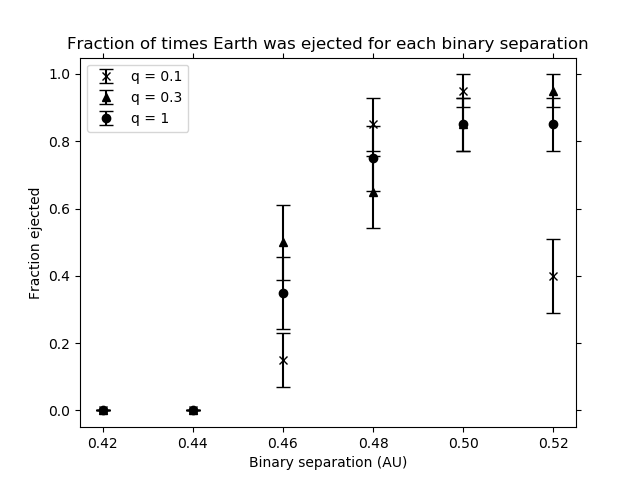 Fraction of times Earth was ejected for each binary separation
q = 0.1
q = 0.3
q = 1
1.0
0.8
0.6
0.4
0.2
0.0
Fraction ejected
0.42 0.44 0.46 0.48 0.50 0.52
Binary separation (AU)